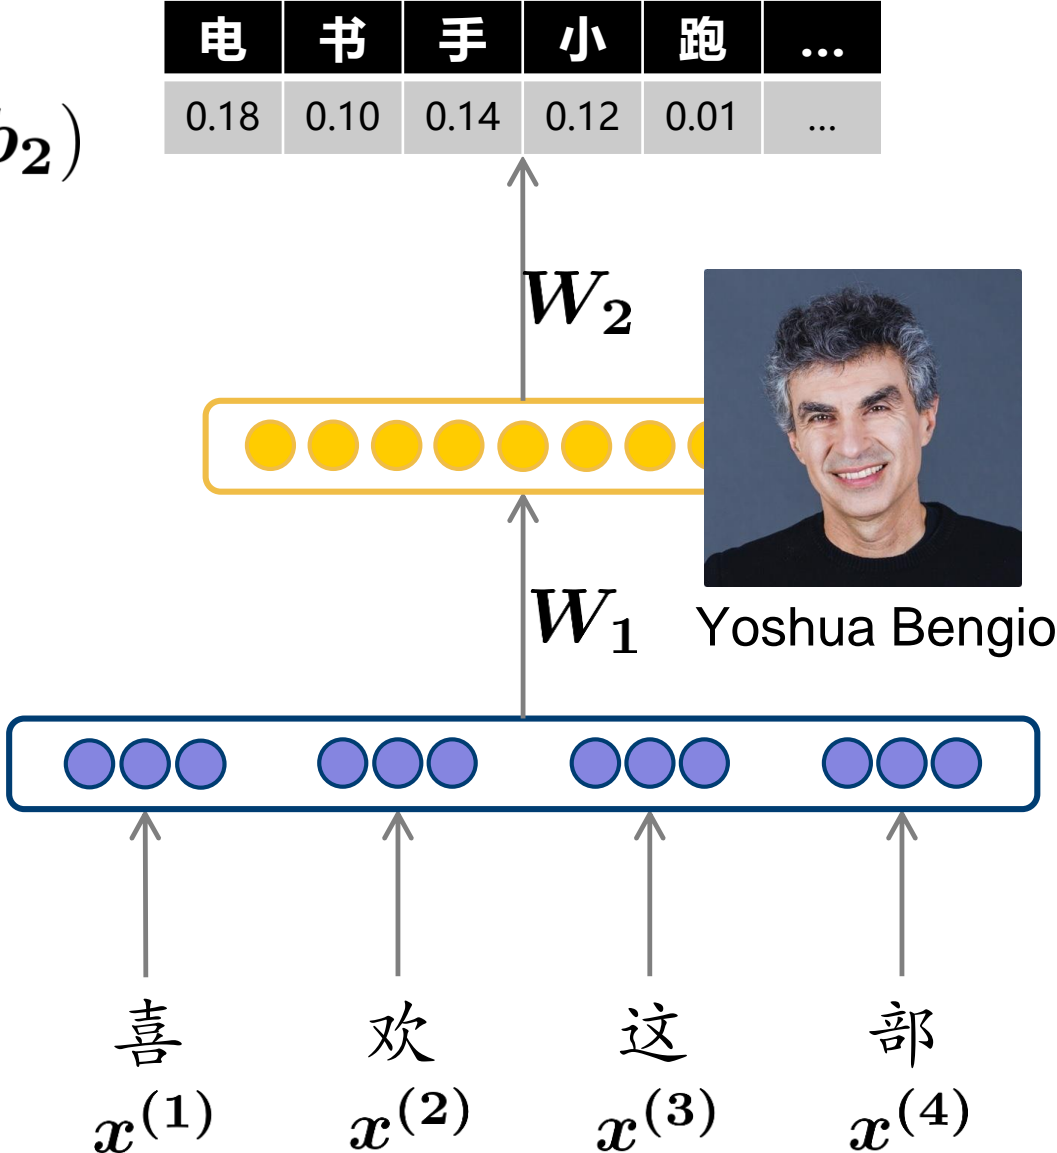 电 书 手 小 跑 ...
0.18 0.10 0.14 0.12 0.01 ...
b₂)
W₂
W₁
Yoshua Bengio
喜 欢 这 部
x⁽¹⁾ x⁽²⁾ x⁽³⁾ x⁽⁴⁾